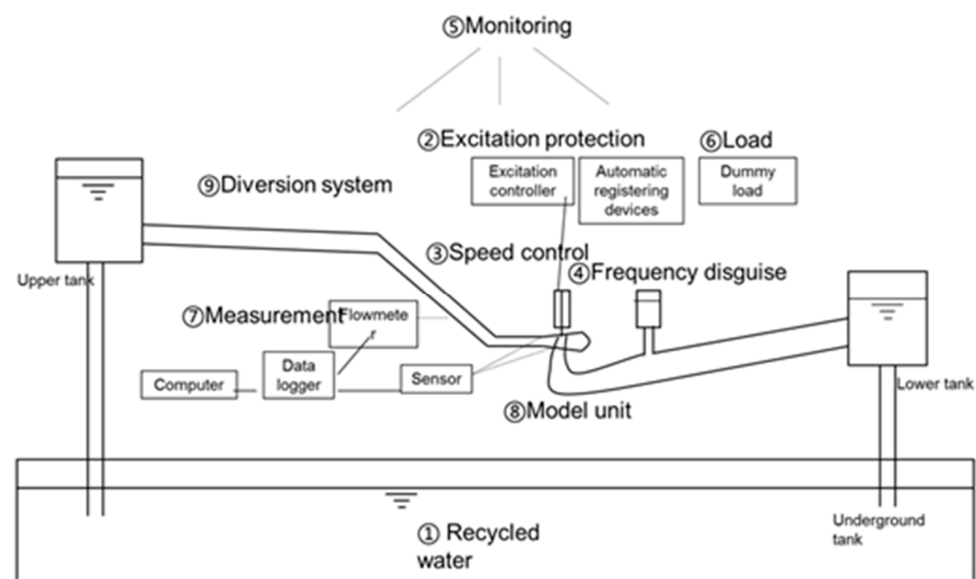 ⑤Monitoring
②Excitation protection
⑥Load
Excitation
controller
Automatic
registering
devices
Dummy
load
⑨Diversion system
③Speed control
④Frequency disguise
Upper tank
⑦Measurement
Flowmete
r
Data
logger
Computer
Sensor
Lower tank
⑧Model unit
① Recycled
water
Underground
tank